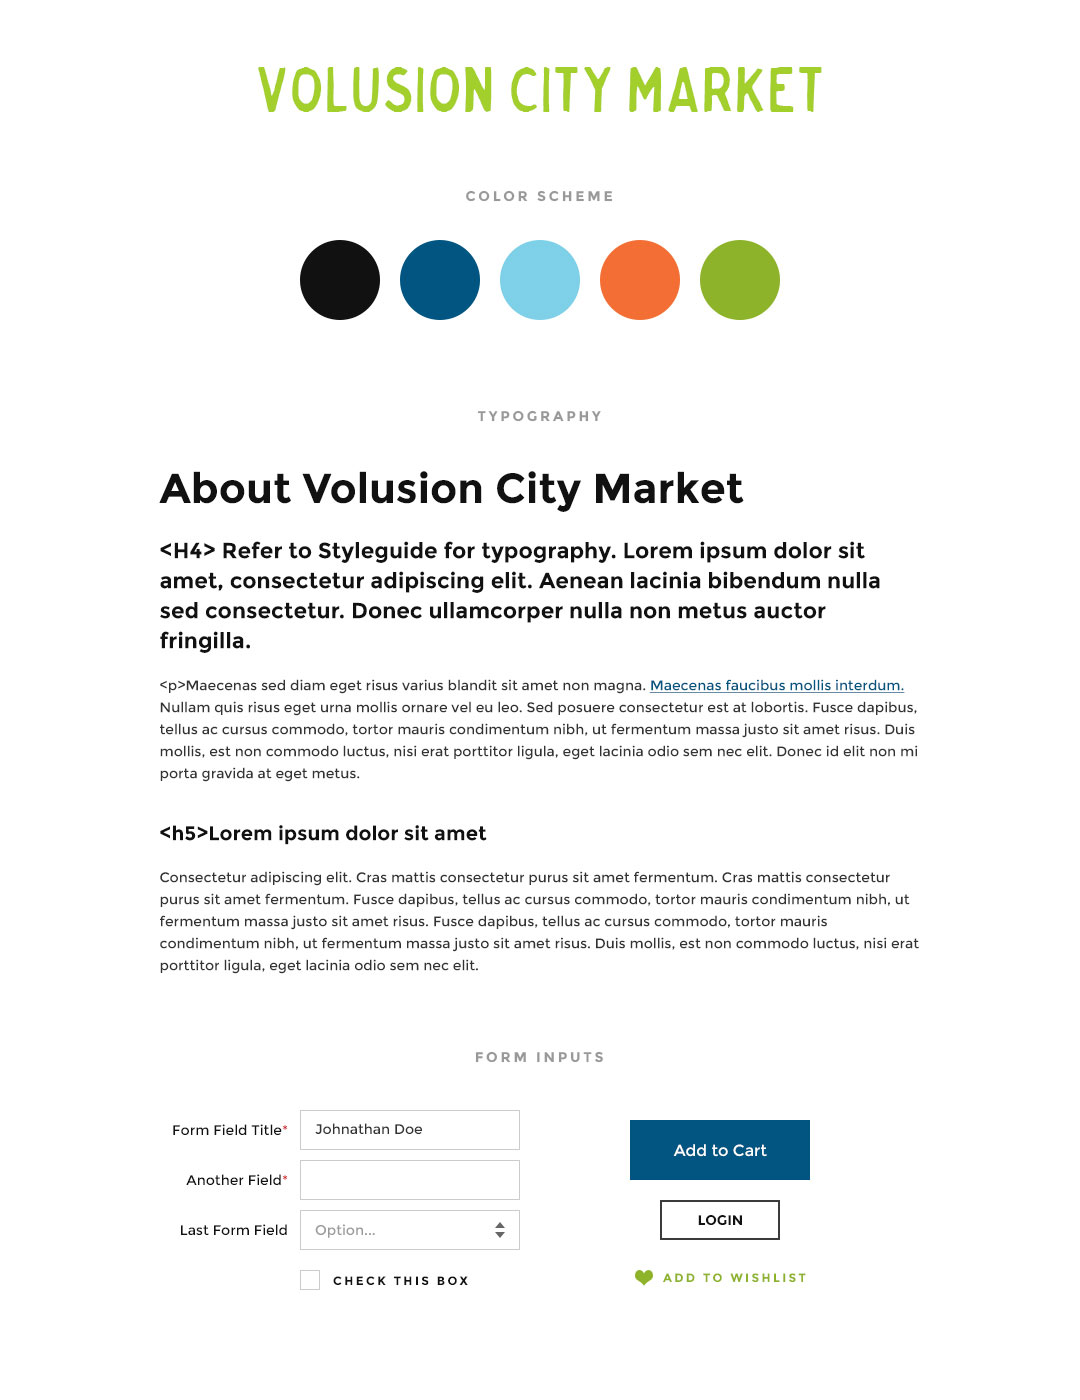 VOLUSION CITY MARKET
COLOR SCHEME
TYPOGRAPHY
About Volusion City Market
<H4> Refer to Styleguide for typography. Lorem ipsum dolor sit
amet, consectetur adipiscing elit. Aenean lacinia bibendum nulla
sed consectetur. Donec ullamcorper nulla non metus auctor
fringilla.
<p>Maecenas sed diam eget risus varius blandit sit amet non magna. Maecenas faucibus mollis interdum.
Nullam quis risus eget urna mollis ornare vel eu leo. Sed posuere consectetur est at lobortis. Fusce dapibus,
tellus ac cursus commodo, tortor mauris condimentum nibh, ut fermentum massa justo sit amet risus. Duis
mollis, est non commodo luctus, nisi erat porttitor ligula, eget lacinia odio sem nec elit. Donec id elit non mi
porta gravida at eget metus.
<h5>Lorem ipsum dolor sit amet
Consectetur adipiscing elit. Cras mattis consectetur purus sit amet fermentum. Cras mattis consectetur
purus sit amet fermentum. Fusce dapibus, tellus ac cursus commodo, tortor mauris condimentum nibh, ut
fermentum massa justo sit amet risus. Fusce dapibus, tellus ac cursus commodo, tortor mauris
condimentum nibh, ut fermentum massa justo sit amet risus. Duis mollis, est non commodo luctus, nisi erat
porttitor ligula, eget lacinia odio sem nec elit.
FORM INPUTS
Form Field Title* Johnathan Doe
Another Field*
Last Form Field Option...
CHECK THIS BOX
Add to Cart
LOGIN
ADD TO WISHLIST